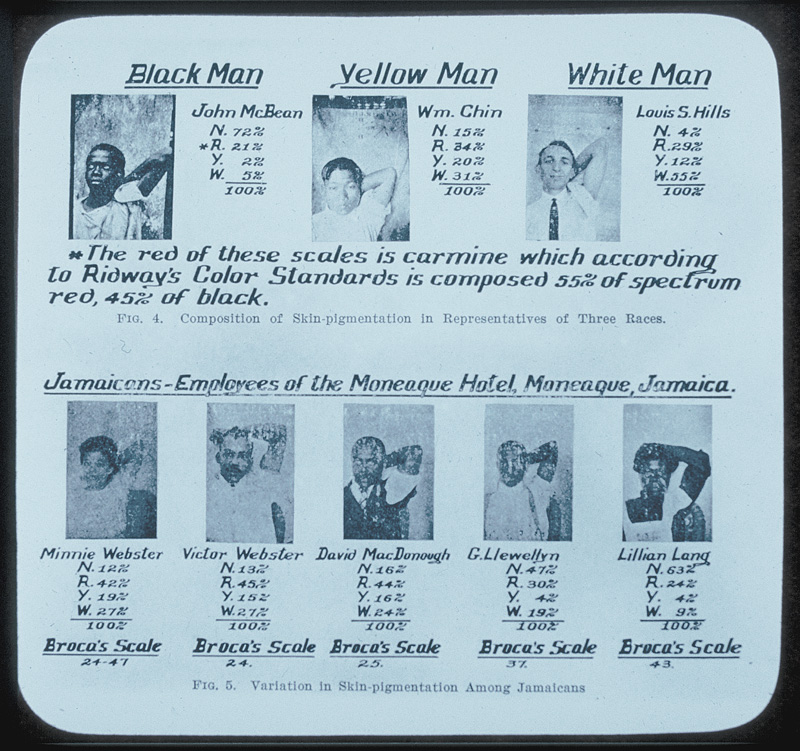 Black Man
John McBean
N. 72%
*R. 21%
Y. 2%
W. 5%
100%
Yellow Man
Wm. Chin
N. 15%
R. 34%
Y. 20%
W. 31%
100%
White Man
Louis S. Hills
N. 4%
R. 29%
Y. 12%
W. 55%
100%
*The red of these scales is carmine which according
to Ridway's Color Standards is composed 55% of spectrum
red, 45% of black.
FIG. 4. Composition of Skin-pigmentation in Representatives of Three Races.
Jamaicans-Employees of the Moneague Hotel, Moneague, Jamaica.
Minnie Webster
N. 12%
R. 42%
Y. 19%
W. 27%
100%
Broca's Scale
24-47
Victor Webster
N. 13%
R. 45%
Y. 15%
W. 27%
100%
Broca's Scale
24.
David MacDonough
N. 16%
R. 44%
Y. 16%
W. 24%
100%
Broca's Scale
25.
G. Llewellyn
N. 47%
R. 30%
Y. 4%
W. 19%
100%
Broca's Scale
37.
Lillian Lang
N. 63%
R. 24%
Y. 4%
W. 9%
100%
Broca's Scale
43.
FIG. 5. Variation in Skin-pigmentation Among Jamaicans